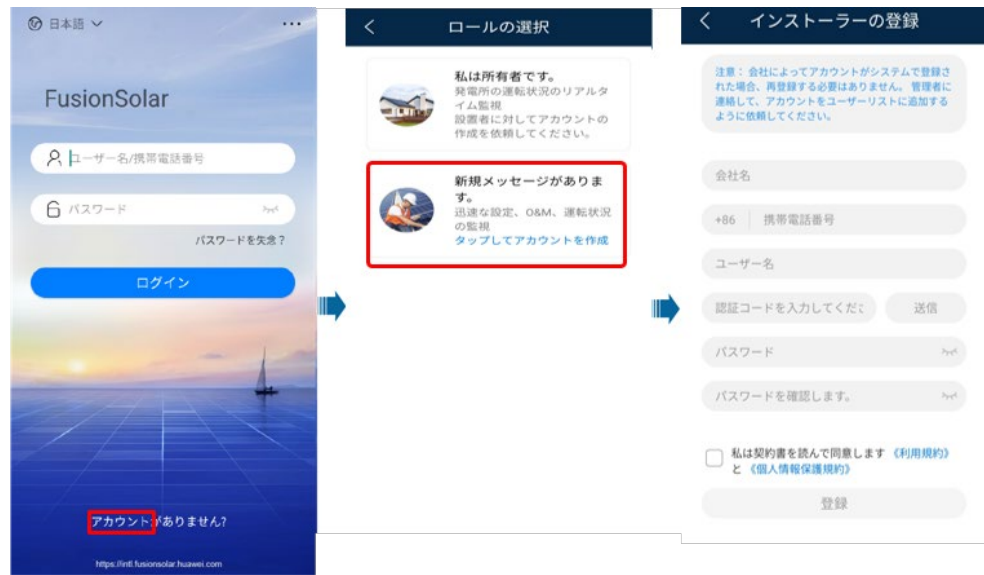 日本語
FusionSolar
ユーザー名/携帯電話番号
パスワード
パスワードを失念?
ログイン
アカウントがありません?
https://intl.fusionsolar.huawei.com
ロールの選択
私は所有者です。
発電所の運転状況のリアルタ
イム監視
設置者に対してアカウントの
作成を依頼してください。
新規メッセージがありま
す。
迅速な設定、O&M、運転状況
の監視
タップしてアカウントを作成
インストーラーの登録
注意: 会社によってアカウントがシステムで登録さ
れた場合、再登録する必要はありません。 管理者に
連絡して、アカウントをユーザーリストに追加する
ように依頼してください。
会社名
+86 携帯電話番号
ユーザー名
認証コードを入力してくだ
送信
パスワード
パスワードを確認します。
私は契約書を読んで同意します 《利用規約》
と 《個人情報保護規約》
登録